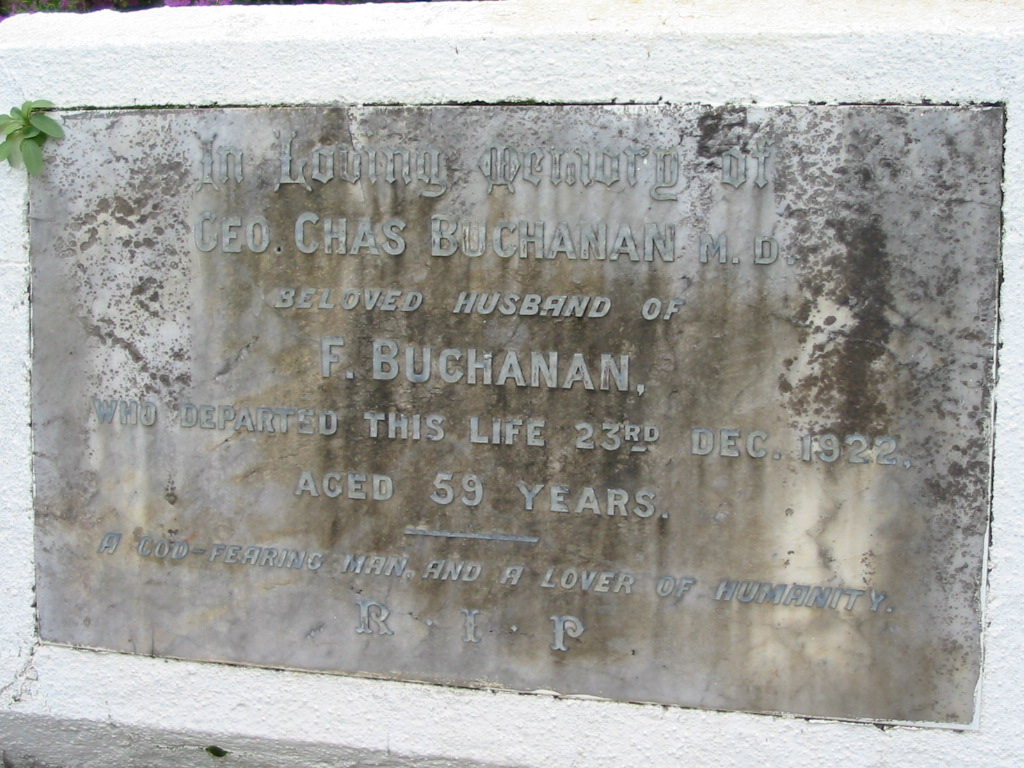 In Loving Memory of
GEO. CHAS BUCHANAN M.D.
BELOVED HUSBAND OF
F. BUCHANAN,
WHO DEPARTED THIS LIFE 23RD DEC. 1922,
AGED 59 YEARS.
A GOD-FEARING MAN, AND A LOVER OF HUMANITY.
R · I · P